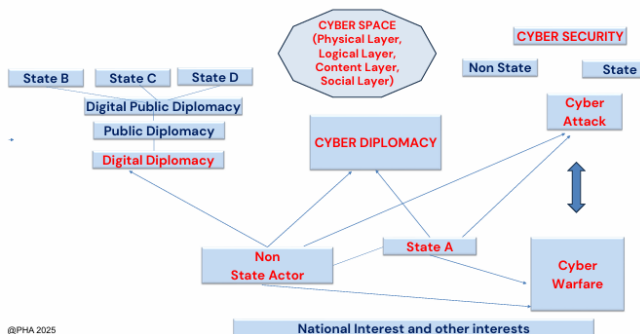 CYBER SPACE
(Physical Layer,
Logical Layer,
Content Layer,
Social Layer)
CYBER SECURITY
Non State
State
State B
State C
State D
Digital Public Diplomacy
Public Diplomacy
Digital Diplomacy
CYBER DIPLOMACY
Cyber
Attack
Non
State Actor
State A
Cyber
Warfare
National Interest and other interests
@PHA 2025